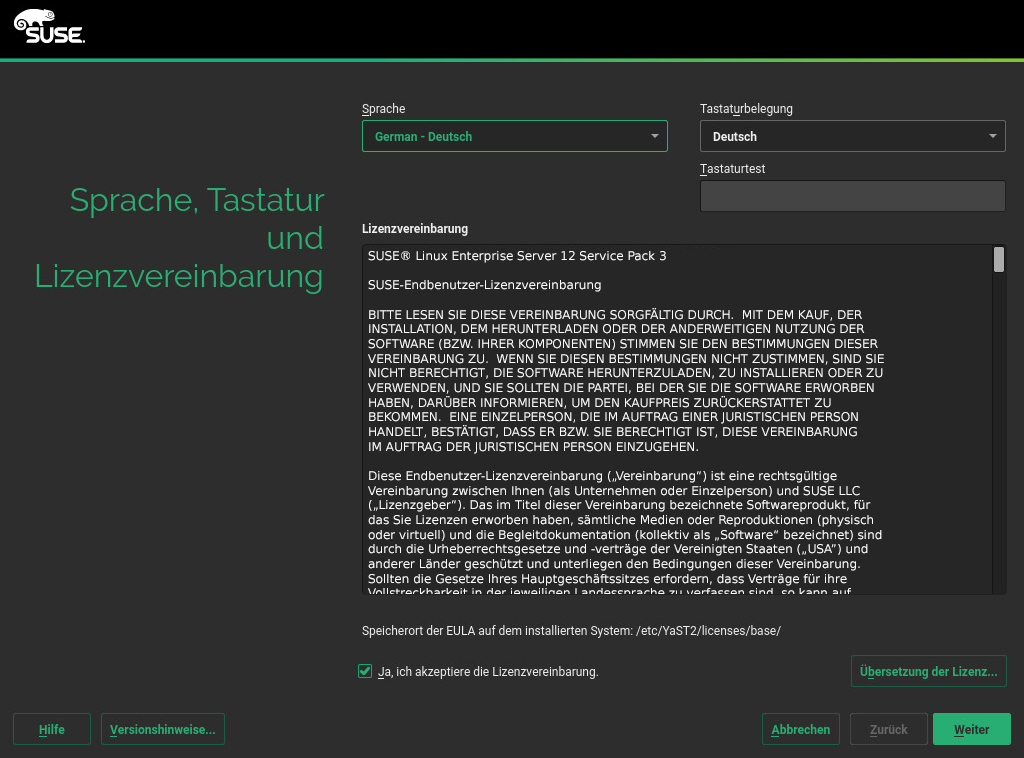 SUSE.
Sprache
Tastaturbelegung
German - Deutsch
Deutsch
Tastaturtest
Sprache, Tastatur
und
Lizenzvereinbarung
Lizenzvereinbarung
SUSE® Linux Enterprise Server 12 Service Pack 3
SUSE-Endbenutzer-Lizenzvereinbarung
BITTE LESEN SIE DIESE VEREINBARUNG SORGFÄLTIG DURCH.  MIT DEM KAUF, DER
INSTALLATION, DEM HERUNTERLADEN ODER DER ANDERWEITIGEN NUTZUNG DER
SOFTWARE (BZW. IHRER KOMPONENTEN) STIMMEN SIE DEN BESTIMMUNGEN DIESER
VEREINBARUNG ZU.  WENN SIE DIESEN BESTIMMUNGEN NICHT ZUSTIMMEN, SIND SIE
NICHT BERECHTIGT, DIE SOFTWARE HERUNTERZULADEN, ZU INSTALLIEREN ODER ZU
VERWENDEN, UND SIE SOLLTEN DIE PARTEI, BEI DER SIE DIE SOFTWARE ERWORBEN
HABEN, DARÜBER INFORMIEREN, UM DEN KAUFPREIS ZURÜCKERSTATTET ZU
BEKOMMEN.  EINE EINZELPERSON, DIE IM AUFTRAG EINER JURISTISCHEN PERSON
HANDELT, BESTÄTIGT, DASS ER BZW. SIE BERECHTIGT IST, DIESE VEREINBARUNG
IM AUFTRAG DER JURISTISCHEN PERSON EINZUGEHEN.
Diese Endbenutzer-Lizenzvereinbarung („Vereinbarung“) ist eine rechtsgültige
Vereinbarung zwischen Ihnen (als Unternehmen oder Einzelperson) und SUSE LLC
(„Lizenzgeber“). Das im Titel dieser Vereinbarung bezeichnete Softwareprodukt, für
das Sie Lizenzen erworben haben, sämtliche Medien oder Reproduktionen (physisch
oder virtuell) und die Begleitdokumentation (kollektiv als „Software“ bezeichnet) sind
durch die Urheberrechtsgesetze und -verträge der Vereinigten Staaten („USA“) und
anderer Länder geschützt und unterliegen den Bedingungen dieser Vereinbarung.
Sollten die Gesetze Ihres Hauptgeschäftssitzes erfordern, dass Verträge für ihre
Vollstreckbarkeit in der jeweiligen Landessprache zu verfassen sind, so kann auf
Speicherort der EULA auf dem installierten System: /etc/YaST2/licenses/base/
Ja, ich akzeptiere die Lizenzvereinbarung.
Übersetzung der Lizenz...
Hilfe
Versionshinweise...
Abbrechen
Zurück
Weiter